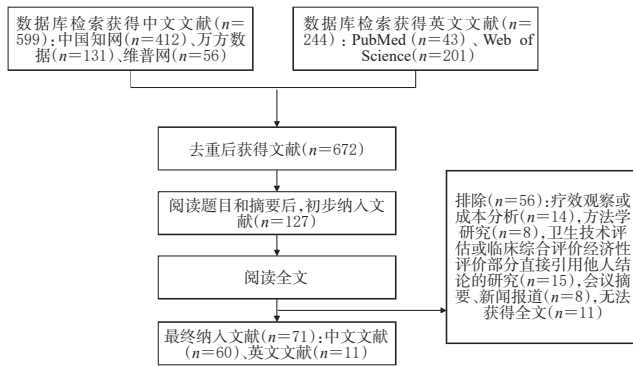 数据库检索获得中文文献(n=
599):中国知网(n=412)、万方数
据(n=131)、维普网(n=56)
数据库检索获得英文文献(n=
244)：PubMed (n=43)、Web of
Science(n=201)
去重后获得文献(n=672)
阅读题目和摘要后,初步纳入文
献(n=127)
阅读全文
排除(n=56):疗效观察或
成本分析(n=14),方法学
研究(n=8),卫生技术评
估或临床综合评价经济性
评价部分直接引用他人结
论的研究(n=15),会议摘
要、新闻报道(n=8),无法
获得全文(n=11)
最终纳入文献(n=71):中文文献
(n=60)、英文文献(n=11)